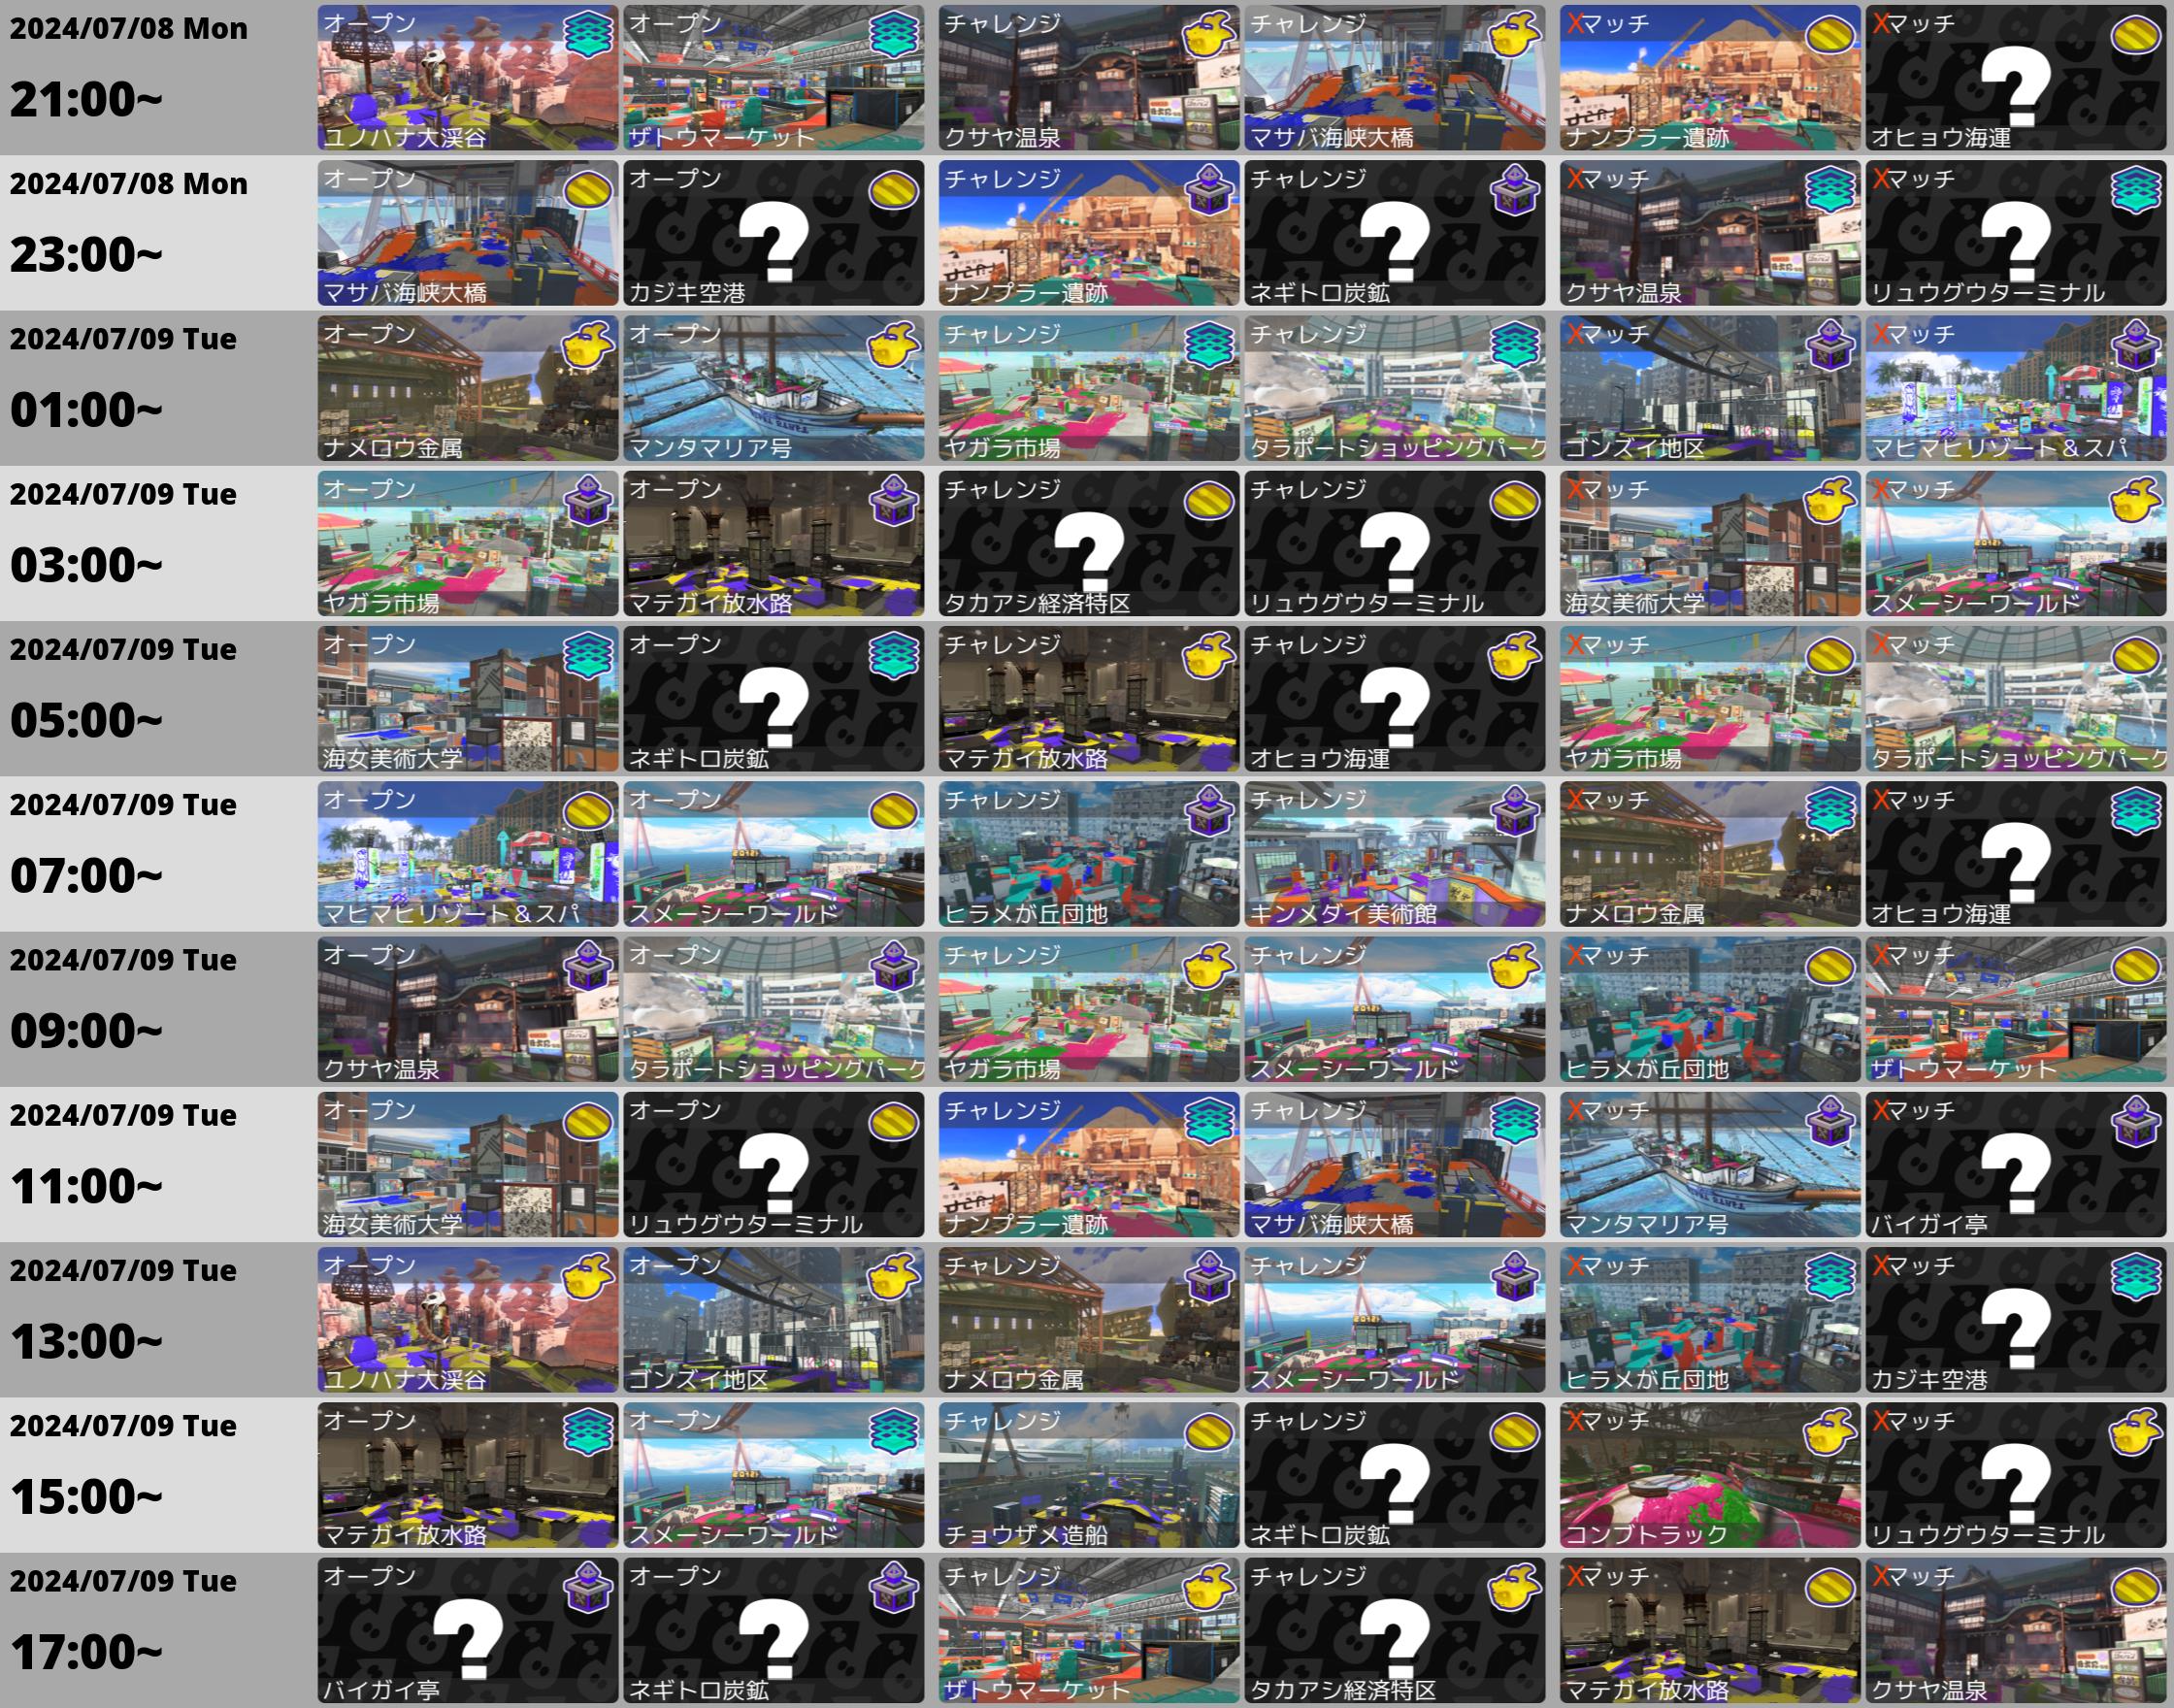 2024/07/08 Mon
21:00~
オープン
ユノハナ大渓谷
オープン
ザトウマーケット
チャレンジ
クサヤ温泉
チャレンジ
マサバ海峡大橋
Xマッチ
ナンプラー遺跡
Xマッチ
?
オヒョウ海運
2024/07/08 Mon
23:00~
オープン
マサバ海峡大橋
オープン
?
カジキ空港
チャレンジ
ナンプラー遺跡
チャレンジ
?
ネギトロ炭鉱
Xマッチ
クサヤ温泉
Xマッチ
?
リュウグウターミナル
2024/07/09 Tue
01:00~
オープン
ナメロウ金属
オープン
マンタマリア号
チャレンジ
ヤガラ市場
チャレンジ
タラポートショッピングパーク
Xマッチ
ゴンズイ地区
Xマッチ
マヒマヒリゾート＆スパ
2024/07/09 Tue
03:00~
オープン
ヤガラ市場
オープン
マテガイ放水路
チャレンジ
?
タカアシ経済特区
チャレンジ
?
リュウグウターミナル
Xマッチ
海女美術大学
Xマッチ
スメーシーワールド
2024/07/09 Tue
05:00~
オープン
海女美術大学
オープン
?
ネギトロ炭鉱
チャレンジ
マテガイ放水路
チャレンジ
?
オヒョウ海運
Xマッチ
ヤガラ市場
Xマッチ
タラポートショッピングパーク
2024/07/09 Tue
07:00~
オープン
マヒマヒリゾート＆スパ
オープン
スメーシーワールド
チャレンジ
ヒラメが丘団地
チャレンジ
キンメダイ美術館
Xマッチ
ナメロウ金属
Xマッチ
?
オヒョウ海運
2024/07/09 Tue
09:00~
オープン
クサヤ温泉
オープン
タラポートショッピングパーク
チャレンジ
ヤガラ市場
チャレンジ
スメーシーワールド
Xマッチ
ヒラメが丘団地
Xマッチ
ザトウマーケット
2024/07/09 Tue
11:00~
オープン
海女美術大学
オープン
?
リュウグウターミナル
チャレンジ
ナンプラー遺跡
チャレンジ
マサバ海峡大橋
Xマッチ
マンタマリア号
Xマッチ
?
バイガイ亭
2024/07/09 Tue
13:00~
オープン
ユノハナ大渓谷
オープン
ゴンズイ地区
チャレンジ
ナメロウ金属
チャレンジ
スメーシーワールド
Xマッチ
ヒラメが丘団地
Xマッチ
?
カジキ空港
2024/07/09 Tue
15:00~
オープン
マテガイ放水路
オープン
スメーシーワールド
チャレンジ
チョウザメ造船
チャレンジ
?
ネギトロ炭鉱
Xマッチ
コンブトラック
Xマッチ
?
リュウグウターミナル
2024/07/09 Tue
17:00~
オープン
?
バイガイ亭
オープン
?
ネギトロ炭鉱
チャレンジ
ザトウマーケット
チャレンジ
?
タカアシ経済特区
Xマッチ
マテガイ放水路
Xマッチ
クサヤ温泉